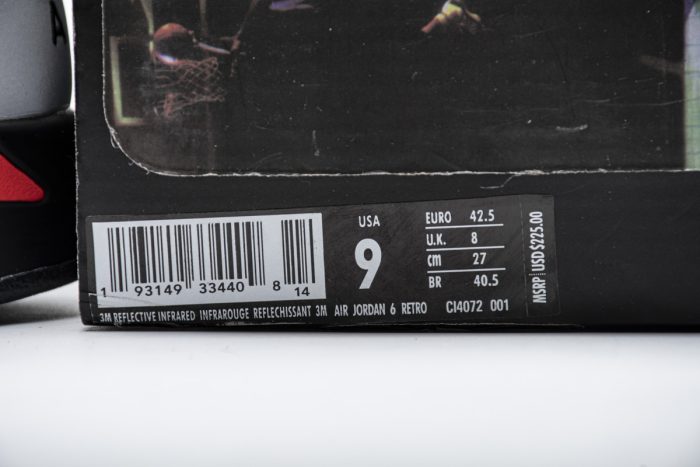 A
USA
9
EURO 42.5
U.K. 8
CM 27
BR 40.5
MSRP USD $225.00
1 93149 33440 8 14
3M REFLECTIVE INFRARED INFRAROUGE REFLECHISSANT 3M AIR JORDAN 6 RETRO CI4072 001